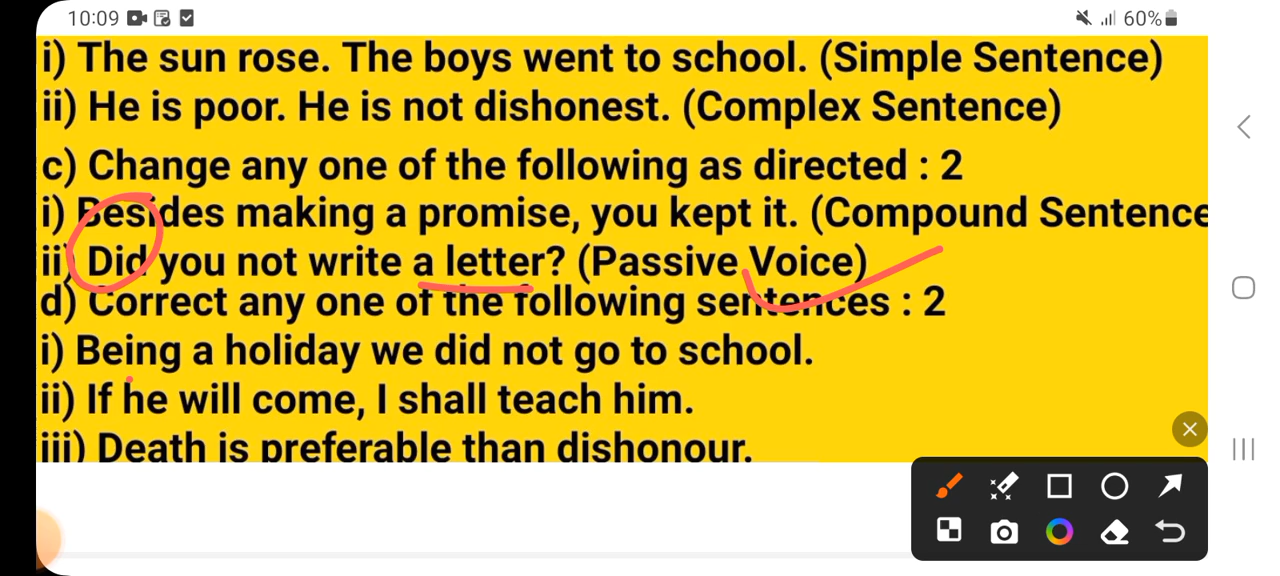 10:09
60%
i) The sun rose. The boys went to school. (Simple Sentence)
ii) He is poor. He is not dishonest. (Complex Sentence)
c) Change any one of the following as directed : 2
i) Besides making a promise, you kept it. (Compound Sentence
ii) Did you not write a letter? (Passive Voice)
d) Correct any one of the following sentences : 2
i) Being a holiday we did not go to school.
ii) If he will come, I shall teach him.
iii) Death is preferable than dishonour.